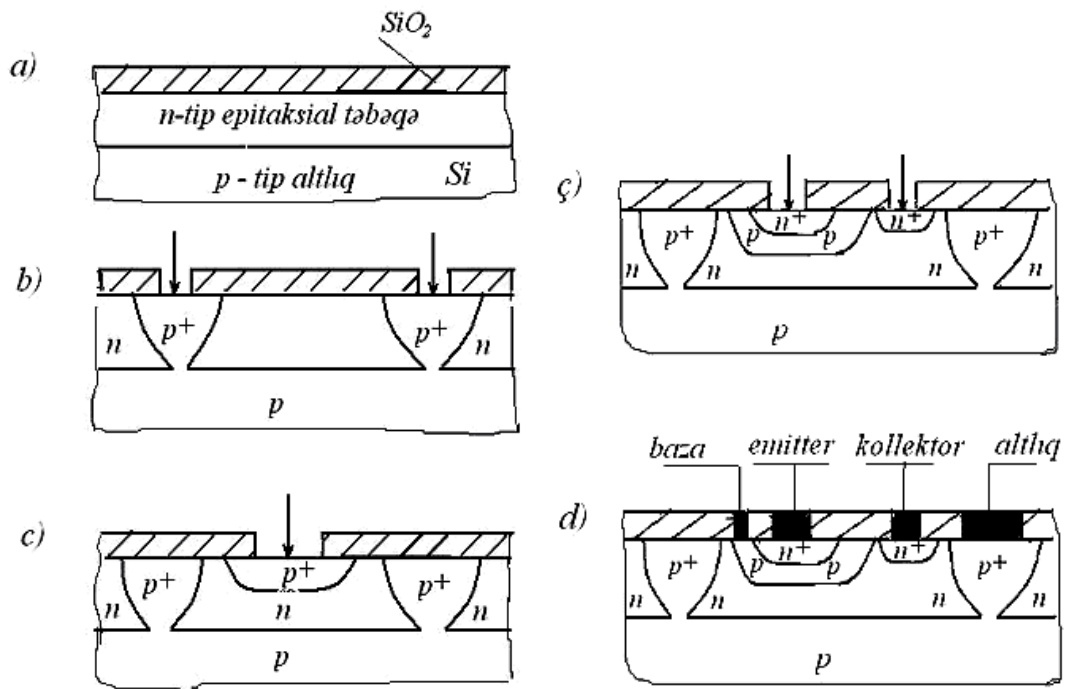 a)
SiO₂
n-tip epitaksial təbəqə
p - tip altlıq Si
b)
p+ p+
n n
p
c)
p+ p+ p+
n n n
p
ç)
p+ p n+ p n+ p+
n n n n
p
baza emitter kollektor altlıq
d)
p+ p n+ p n+ p+
n n n n
p